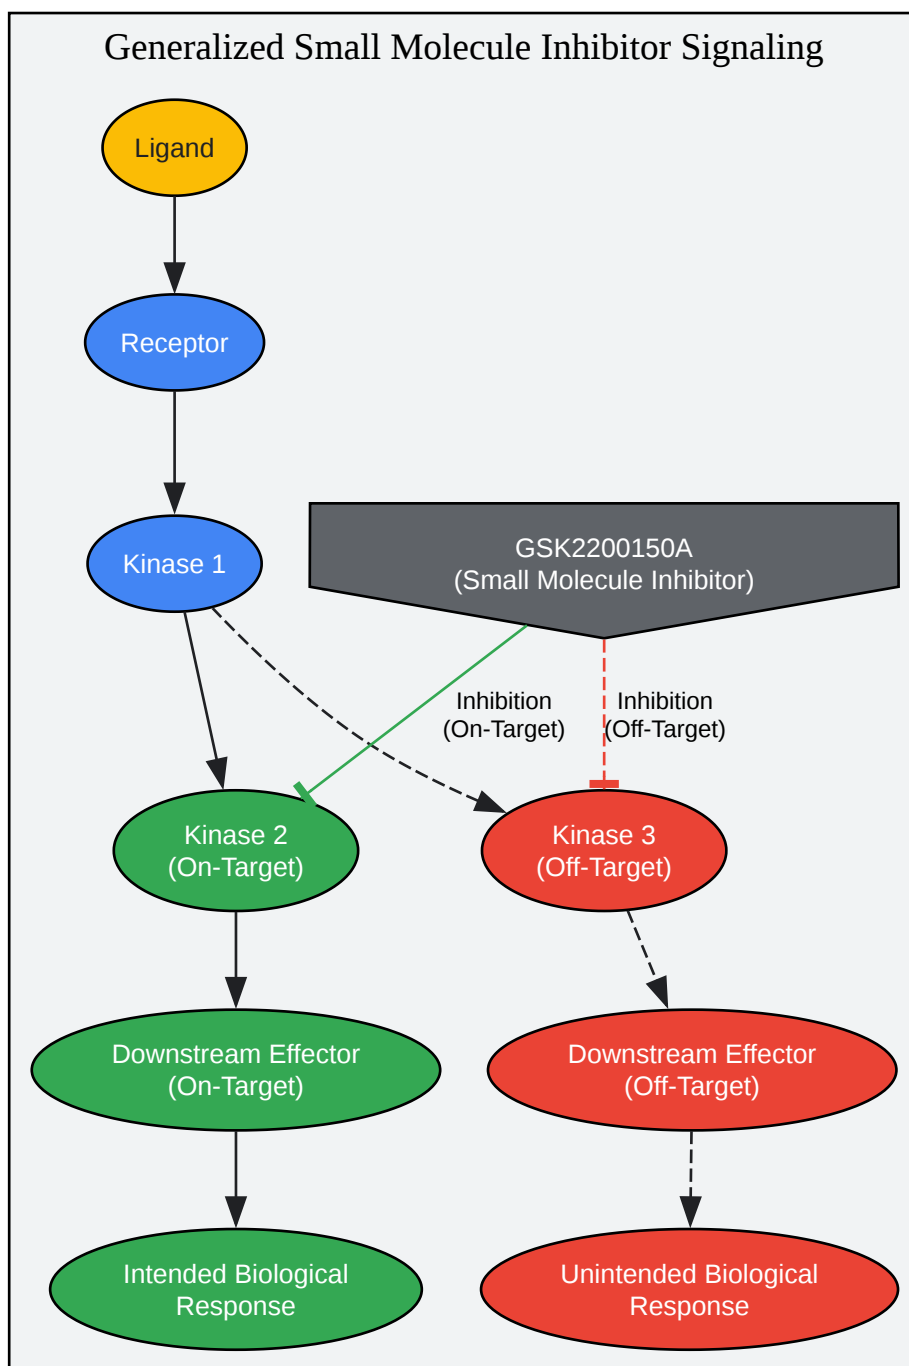 Generalized Small Molecule Inhibitor Signaling
Ligand
Receptor
Kinase 1
GSK2200150A
(Small Molecule Inhibitor)
Inhibition
(On-Target)
Inhibition
(Off-Target)
Kinase 2
(On-Target)
Kinase 3
(Off-Target)
Downstream Effector
(On-Target)
Downstream Effector
(Off-Target)
Intended Biological
Response
Unintended Biological
Response